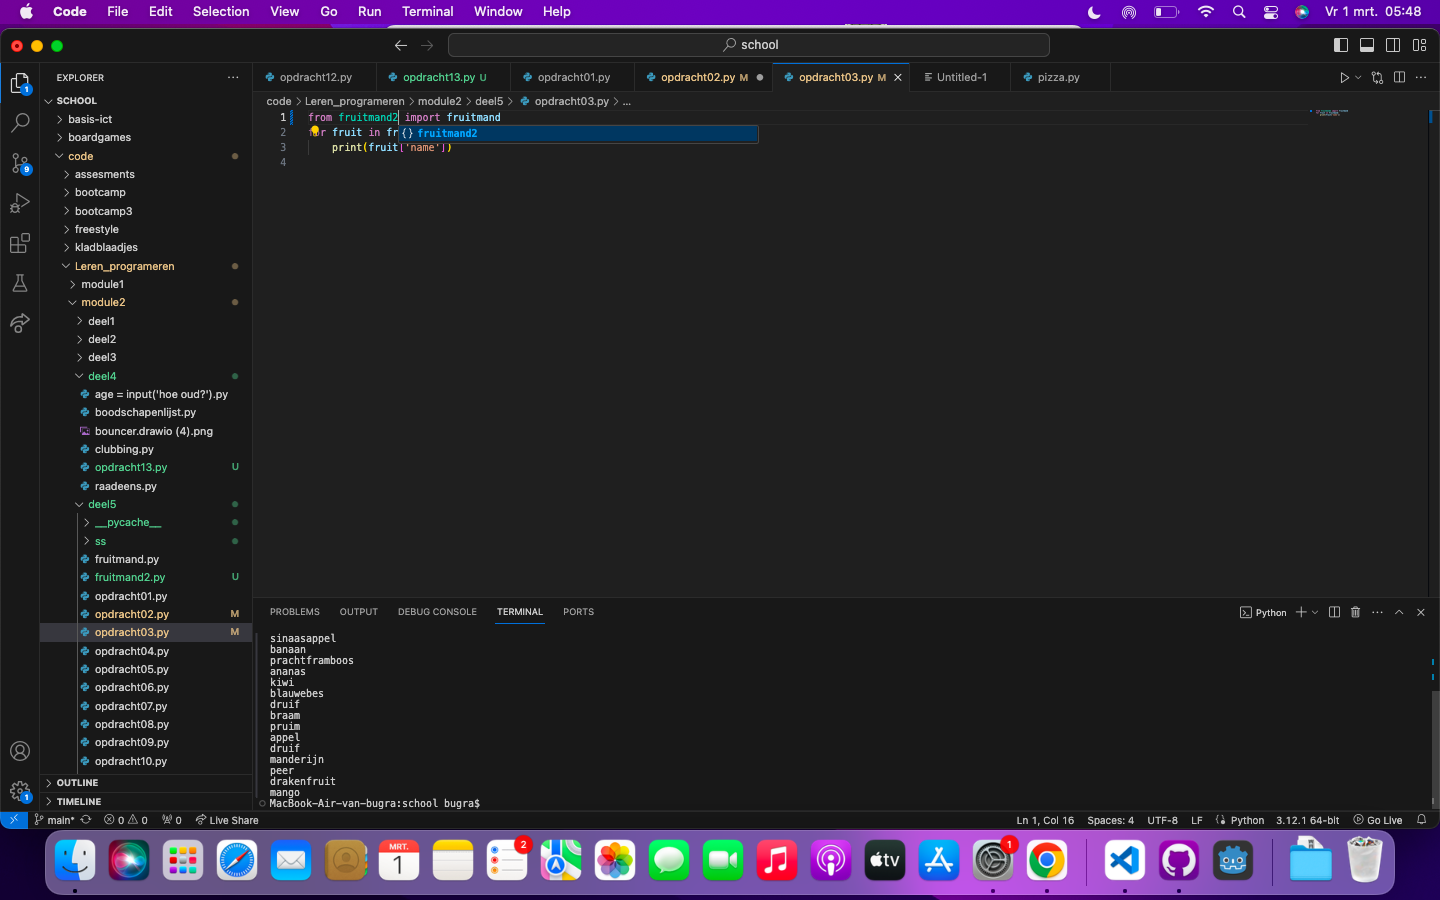 Code File Edit Selection View Go Run Terminal Window Help Vr 1 mrt. 05:48
school
EXPLORER
opdracht12.py opdracht13.py U opdracht01.py opdracht02.py M opdracht03.py M Untitled-1 pizza.py
code > Leren_programeren > module2 > deel5 > opdracht03.py > ...
SCHOOL
basis-ict
boardgames
code
assesments
bootcamp
bootcamp3
freestyle
kladblaadjes
Leren_programeren
module1
module2
deel1
deel2
deel3
deel4
age = input('hoe oud?').py
boodschapenlijst.py
bouncer.drawio (4).png
clubbing.py
opdracht13.py U
raadeens.py
deel5
__pycache__
ss
fruitmand.py
fruitmand2.py U
opdracht01.py
opdracht02.py M
opdracht03.py M
opdracht04.py
opdracht05.py
opdracht06.py
opdracht07.py
opdracht08.py
opdracht09.py
opdracht10.py
OUTLINE
TIMELINE
1 from fruitmand2 import fruitmand
2 r fruit in fr
{} fruitmand2
3 print(fruit['name'])
4
PROBLEMS OUTPUT DEBUG CONSOLE TERMINAL PORTS
Python
sinaasappel
banaan
prachtframboos
ananas
kiwi
blauwebes
druif
braam
pruim
appel
druif
manderijn
peer
drakenfruit
mango
MacBook-Air-van-bugra:school bugra$
1
9
1
main* 0 0 0 Live Share Ln 1, Col 16 Spaces: 4 UTF-8 LF Python 3.12.1 64-bit Go Live
MRT.
1
2
tv
1